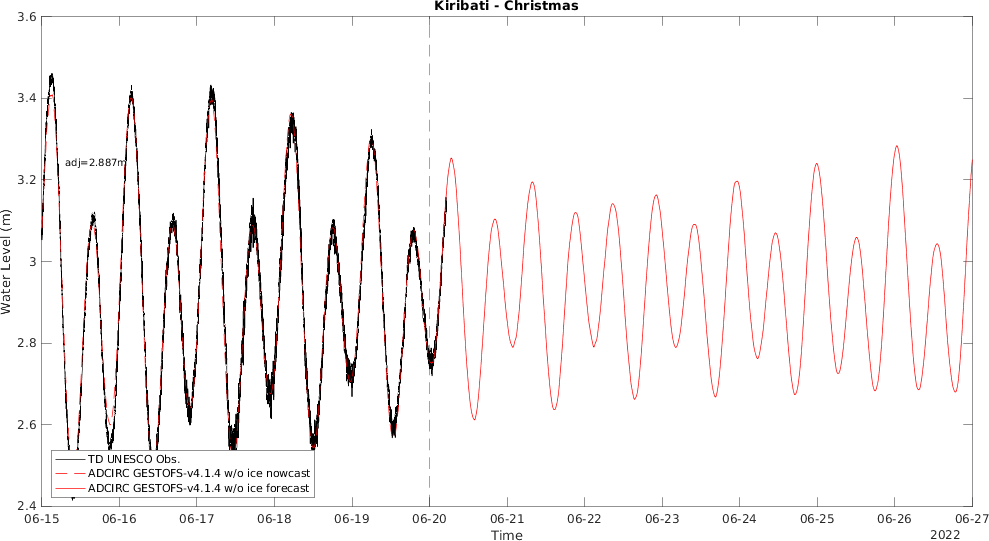 Kiribati - Christmas
3.6
3.4
3.2
3
2.8
2.6
2.4
Water Level (m)
adj=2.887m
TD UNESCO Obs.
ADCIRC GESTOFS-v4.1.4 w/o ice nowcast
ADCIRC GESTOFS-v4.1.4 w/o ice forecast
06-15 06-16 06-17 06-18 06-19 06-20 06-21 06-22 06-23 06-24 06-25 06-26 06-27
Time
2022